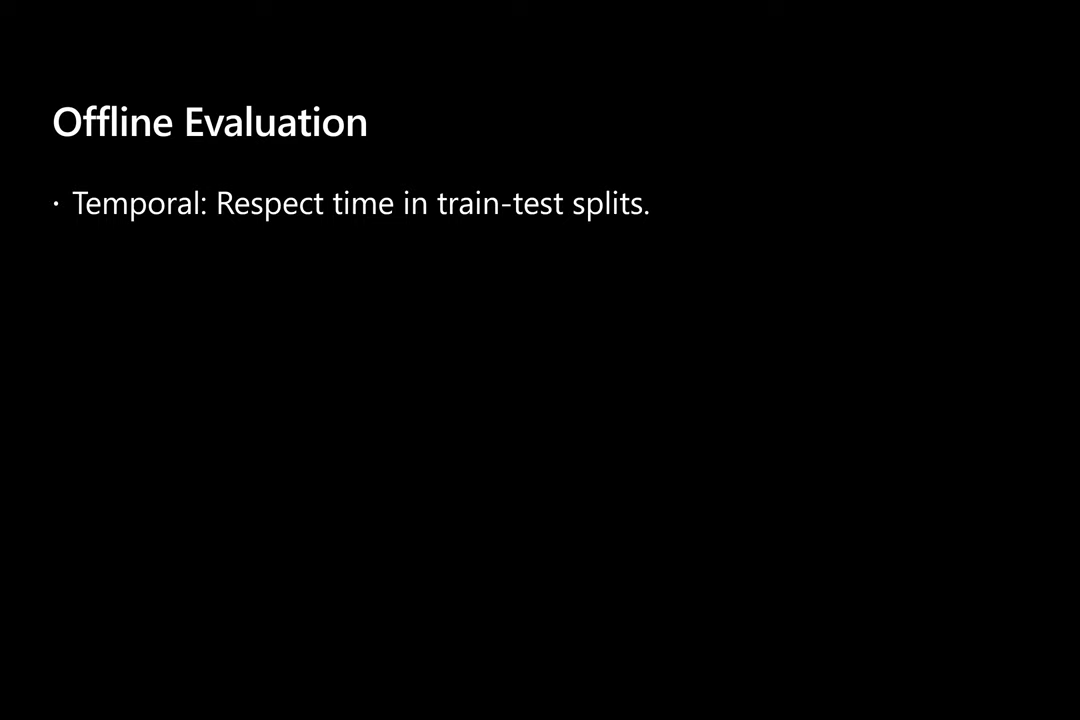 Offline Evaluation
· Temporal: Respect time in train-test splits.